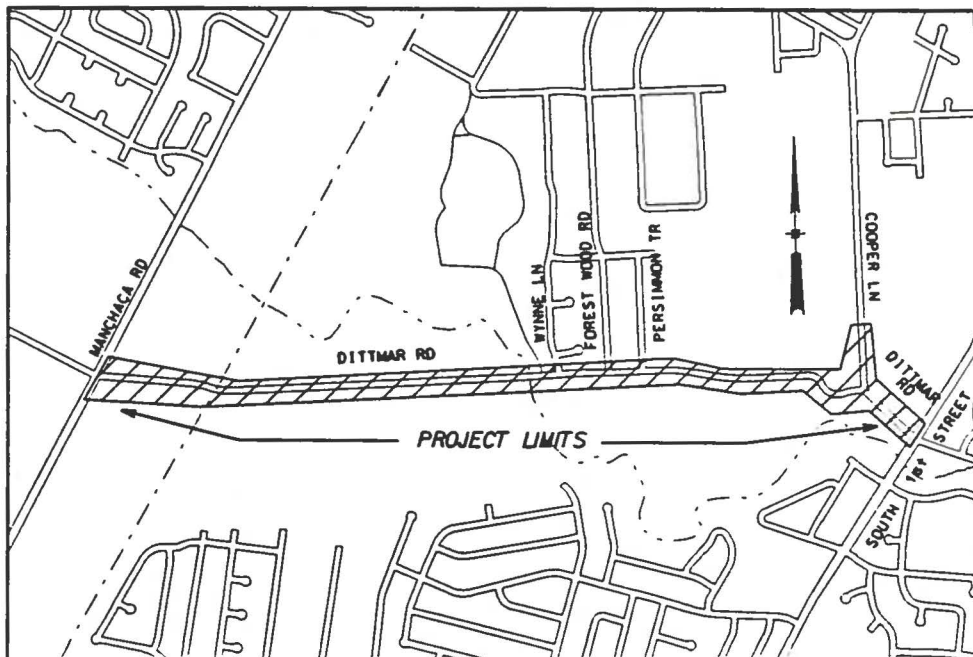 MANCHACA RD
DITTMAR RD
WYNNE LN
FOREST WOOD RD
PERSIMMON TR
COOPER LN
DITTMAR
RD
PROJECT LIMITS
SOUTH 1st STREET